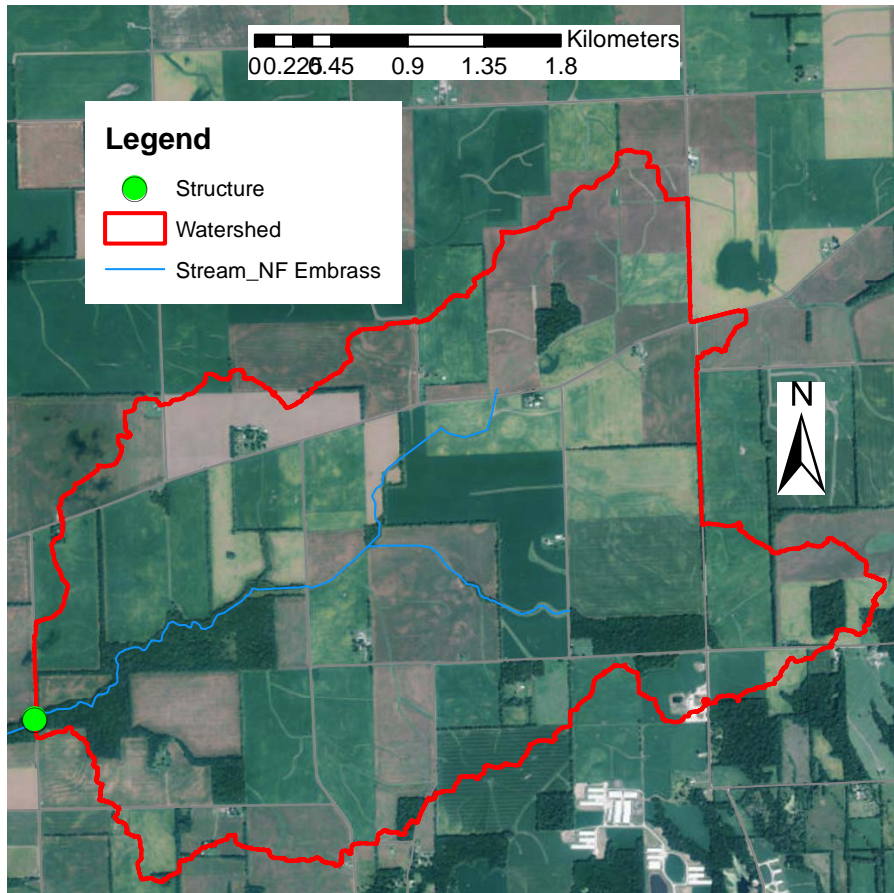 Kilometers
0 0.225 0.45 0.9 1.35 1.8
Legend
Structure
Watershed
Stream_NF Embrass
N